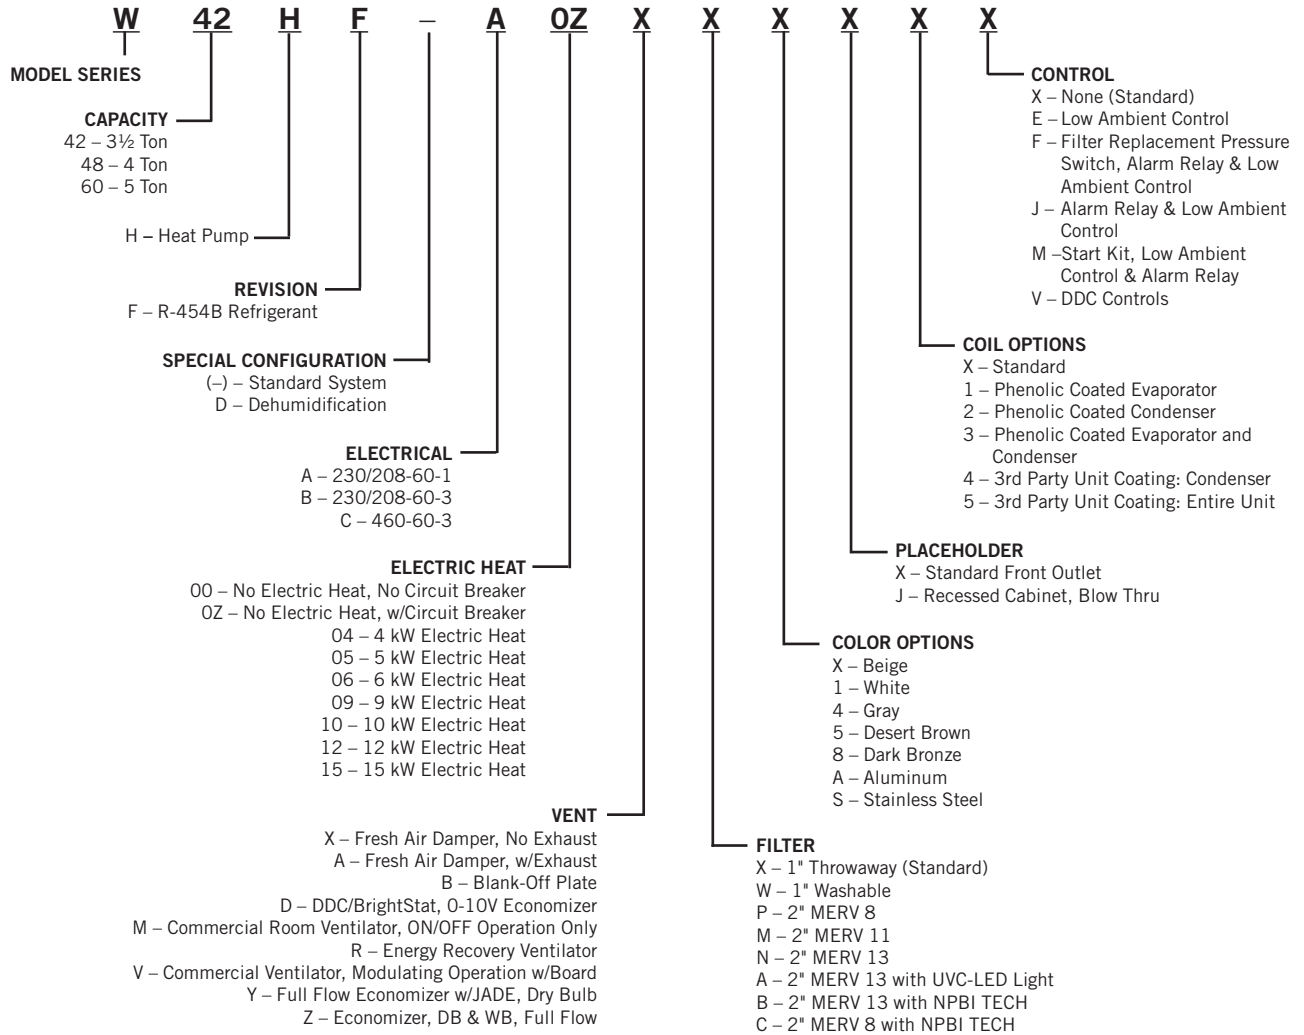 W 42 H F – A 0Z X X X X X X
MODEL SERIES
CAPACITY
42 – 3½ Ton
48 – 4 Ton
60 – 5 Ton
H – Heat Pump
REVISION
F – R-454B Refrigerant
SPECIAL CONFIGURATION
(–) – Standard System
D – Dehumidification
ELECTRICAL
A – 230/208-60-1
B – 230/208-60-3
C – 460-60-3
ELECTRIC HEAT
00 – No Electric Heat, No Circuit Breaker
0Z – No Electric Heat, w/Circuit Breaker
04 – 4 kW Electric Heat
05 – 5 kW Electric Heat
06 – 6 kW Electric Heat
09 – 9 kW Electric Heat
10 – 10 kW Electric Heat
12 – 12 kW Electric Heat
15 – 15 kW Electric Heat
VENT
X – Fresh Air Damper, No Exhaust
A – Fresh Air Damper, w/Exhaust
B – Blank-Off Plate
D – DDC/BrightStat, 0-10V Economizer
M – Commercial Room Ventilator, ON/OFF Operation Only
R – Energy Recovery Ventilator
V – Commercial Ventilator, Modulating Operation w/Board
Y – Full Flow Economizer w/JADE, Dry Bulb
Z – Economizer, DB & WB, Full Flow
CONTROL
X – None (Standard)
E – Low Ambient Control
F – Filter Replacement Pressure
Switch, Alarm Relay & Low
Ambient Control
J – Alarm Relay & Low Ambient
Control
M –Start Kit, Low Ambient
Control & Alarm Relay
V – DDC Controls
COIL OPTIONS
X – Standard
1 – Phenolic Coated Evaporator
2 – Phenolic Coated Condenser
3 – Phenolic Coated Evaporator and
Condenser
4 – 3rd Party Unit Coating: Condenser
5 – 3rd Party Unit Coating: Entire Unit
PLACEHOLDER
X – Standard Front Outlet
J – Recessed Cabinet, Blow Thru
COLOR OPTIONS
X – Beige
1 – White
4 – Gray
5 – Desert Brown
8 – Dark Bronze
A – Aluminum
S – Stainless Steel
FILTER
X – 1" Throwaway (Standard)
W – 1" Washable
P – 2" MERV 8
M – 2" MERV 11
N – 2" MERV 13
A – 2" MERV 13 with UVC-LED Light
B – 2" MERV 13 with NPBI TECH
C – 2" MERV 8 with NPBI TECH